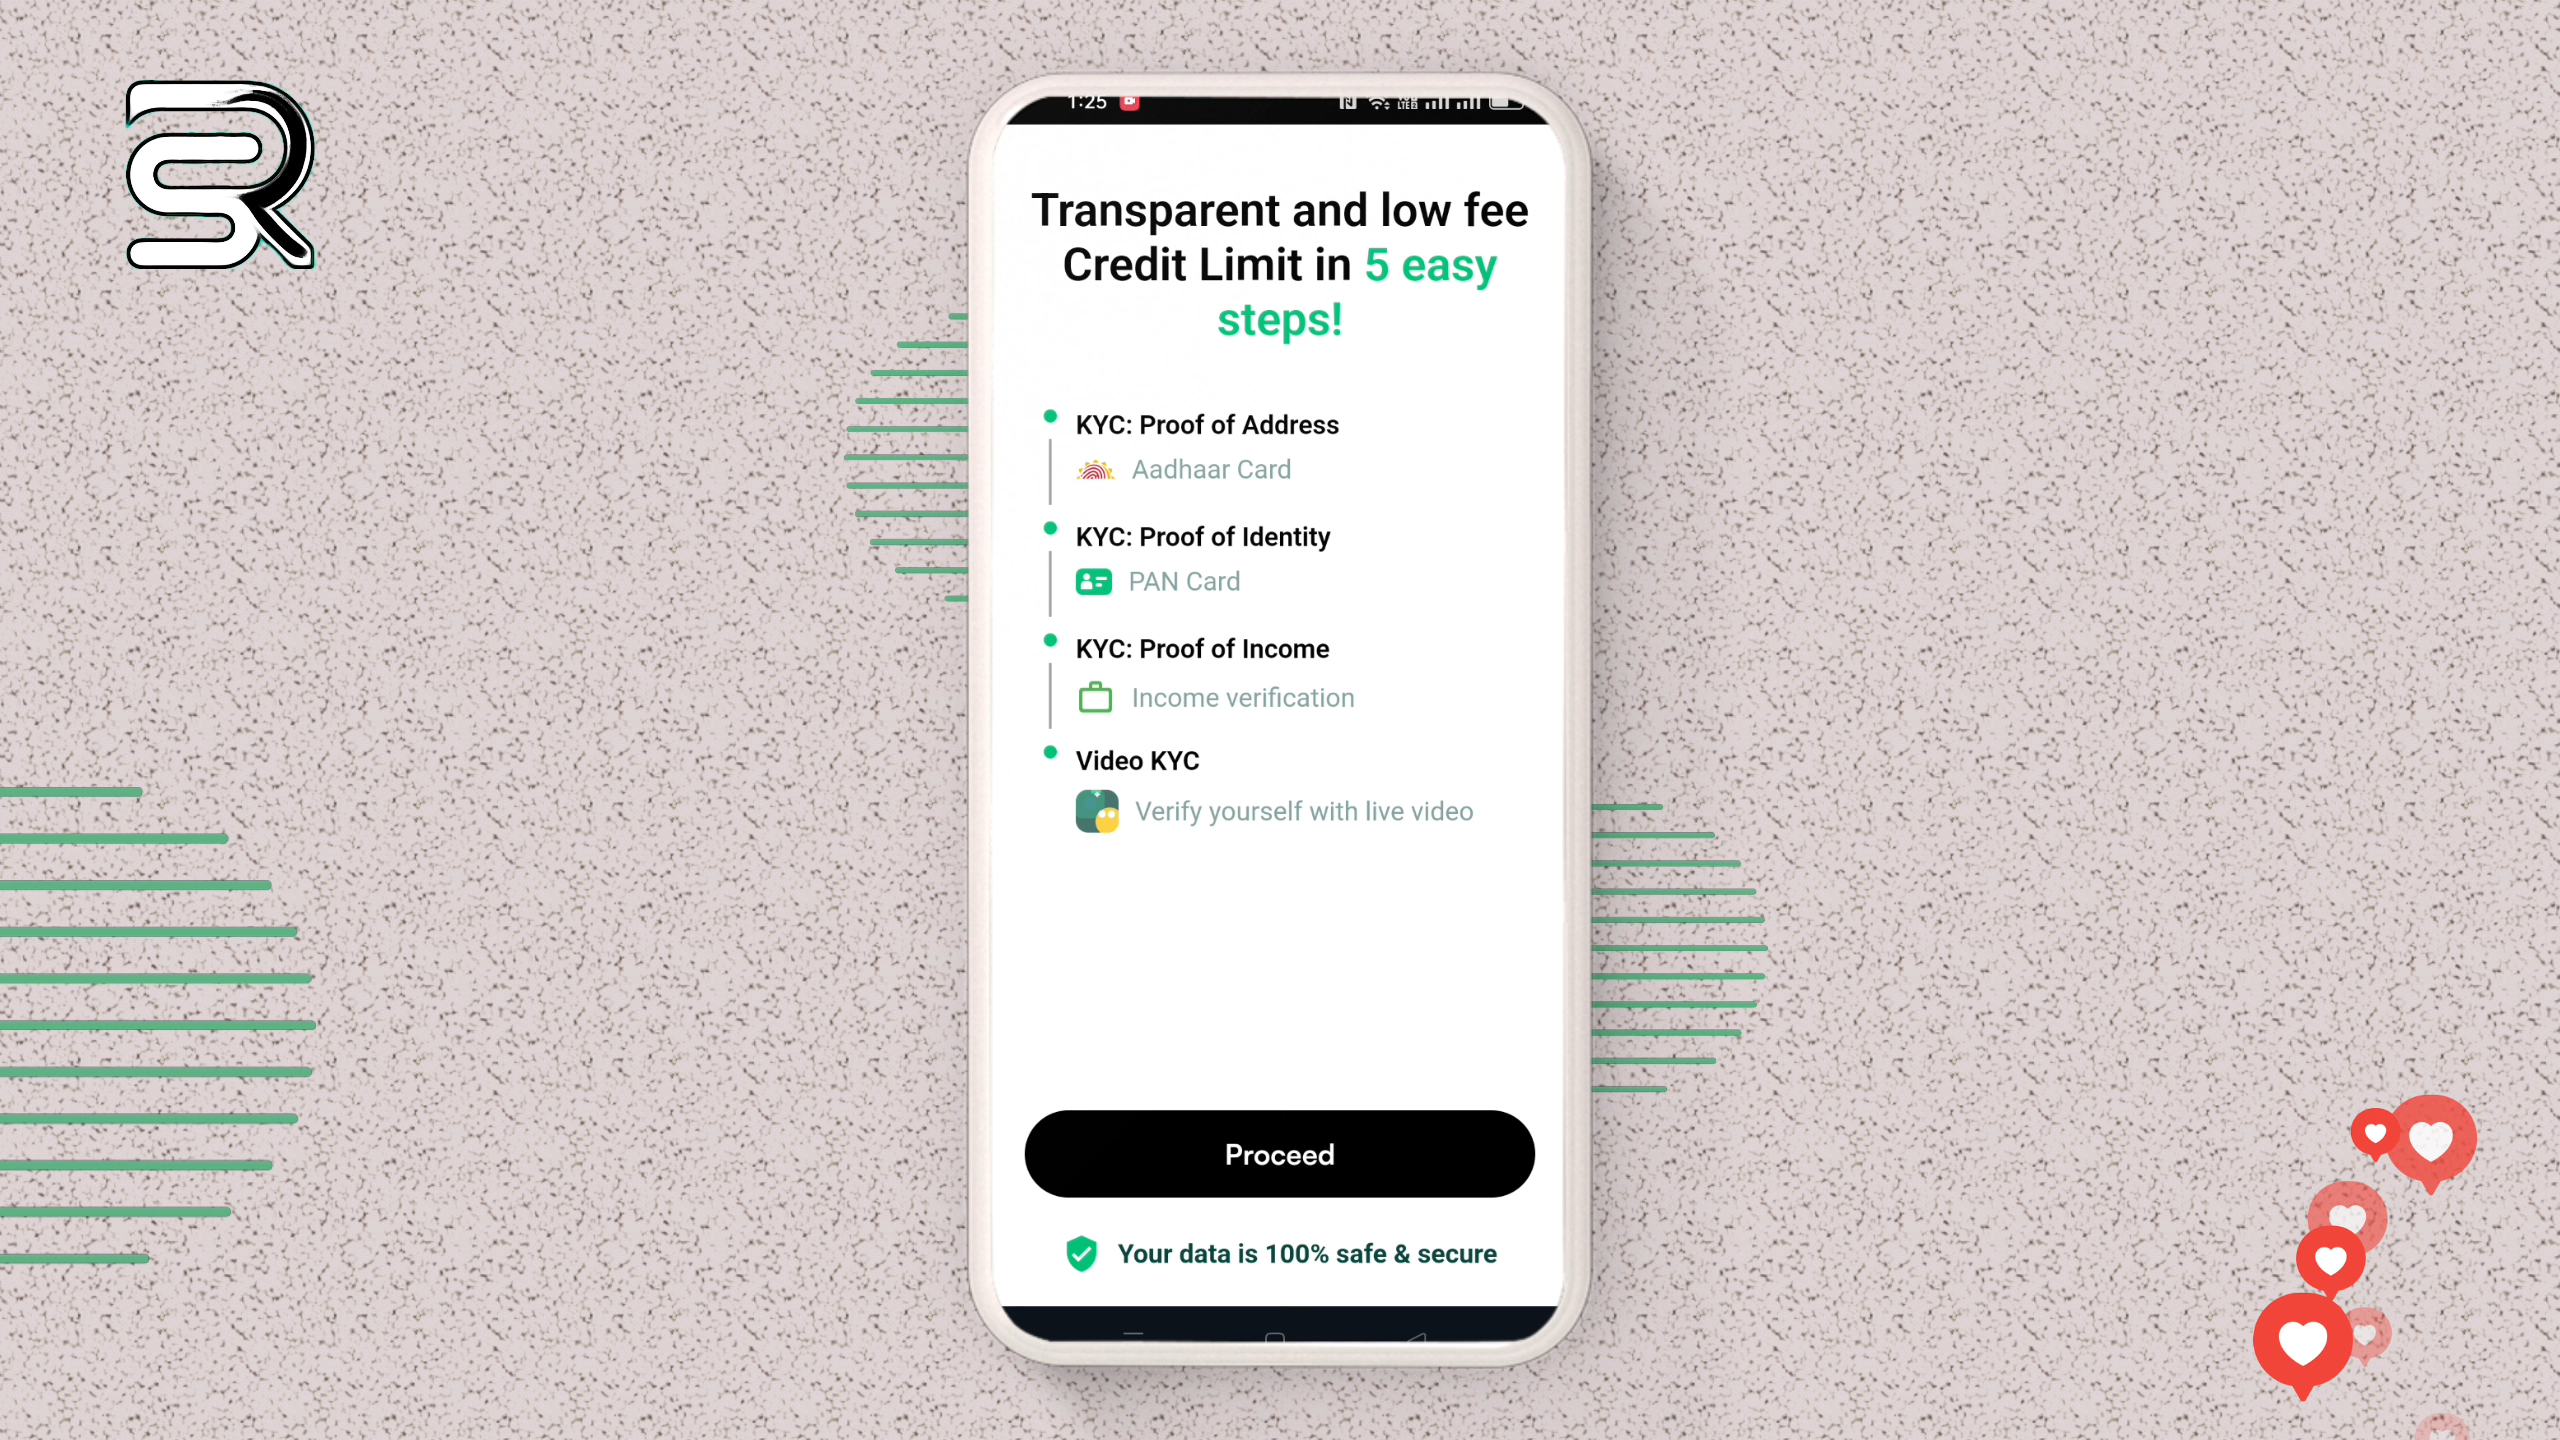 1:25
Transparent and low fee
Credit Limit in 5 easy
steps!
KYC: Proof of Address
Aadhaar Card
KYC: Proof of Identity
PAN Card
KYC: Proof of Income
Income verification
Video KYC
Verify yourself with live video
Proceed
Your data is 100% safe & secure